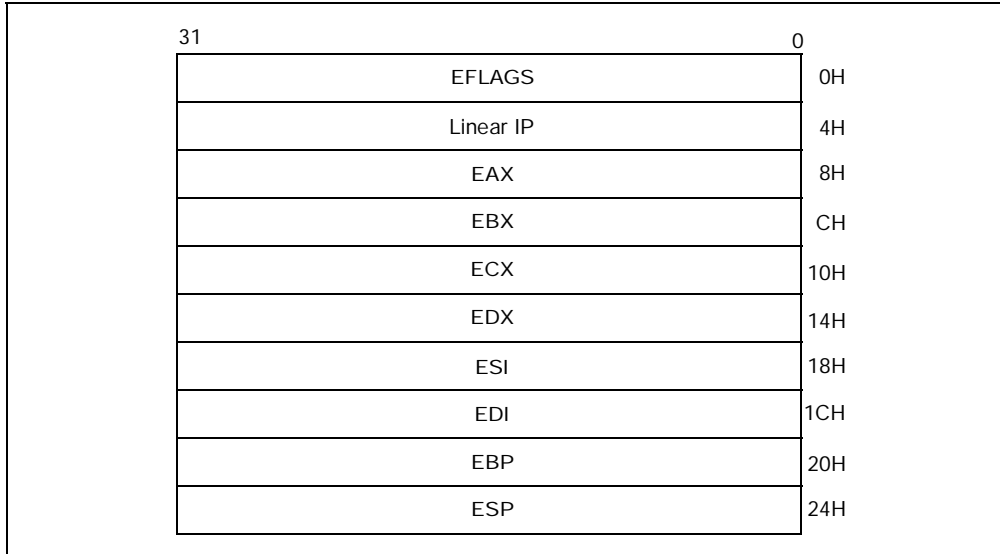 31 0
EFLAGS 0H
Linear IP 4H
EAX 8H
EBX CH
ECX 10H
EDX 14H
ESI 18H
EDI 1CH
EBP 20H
ESP 24H